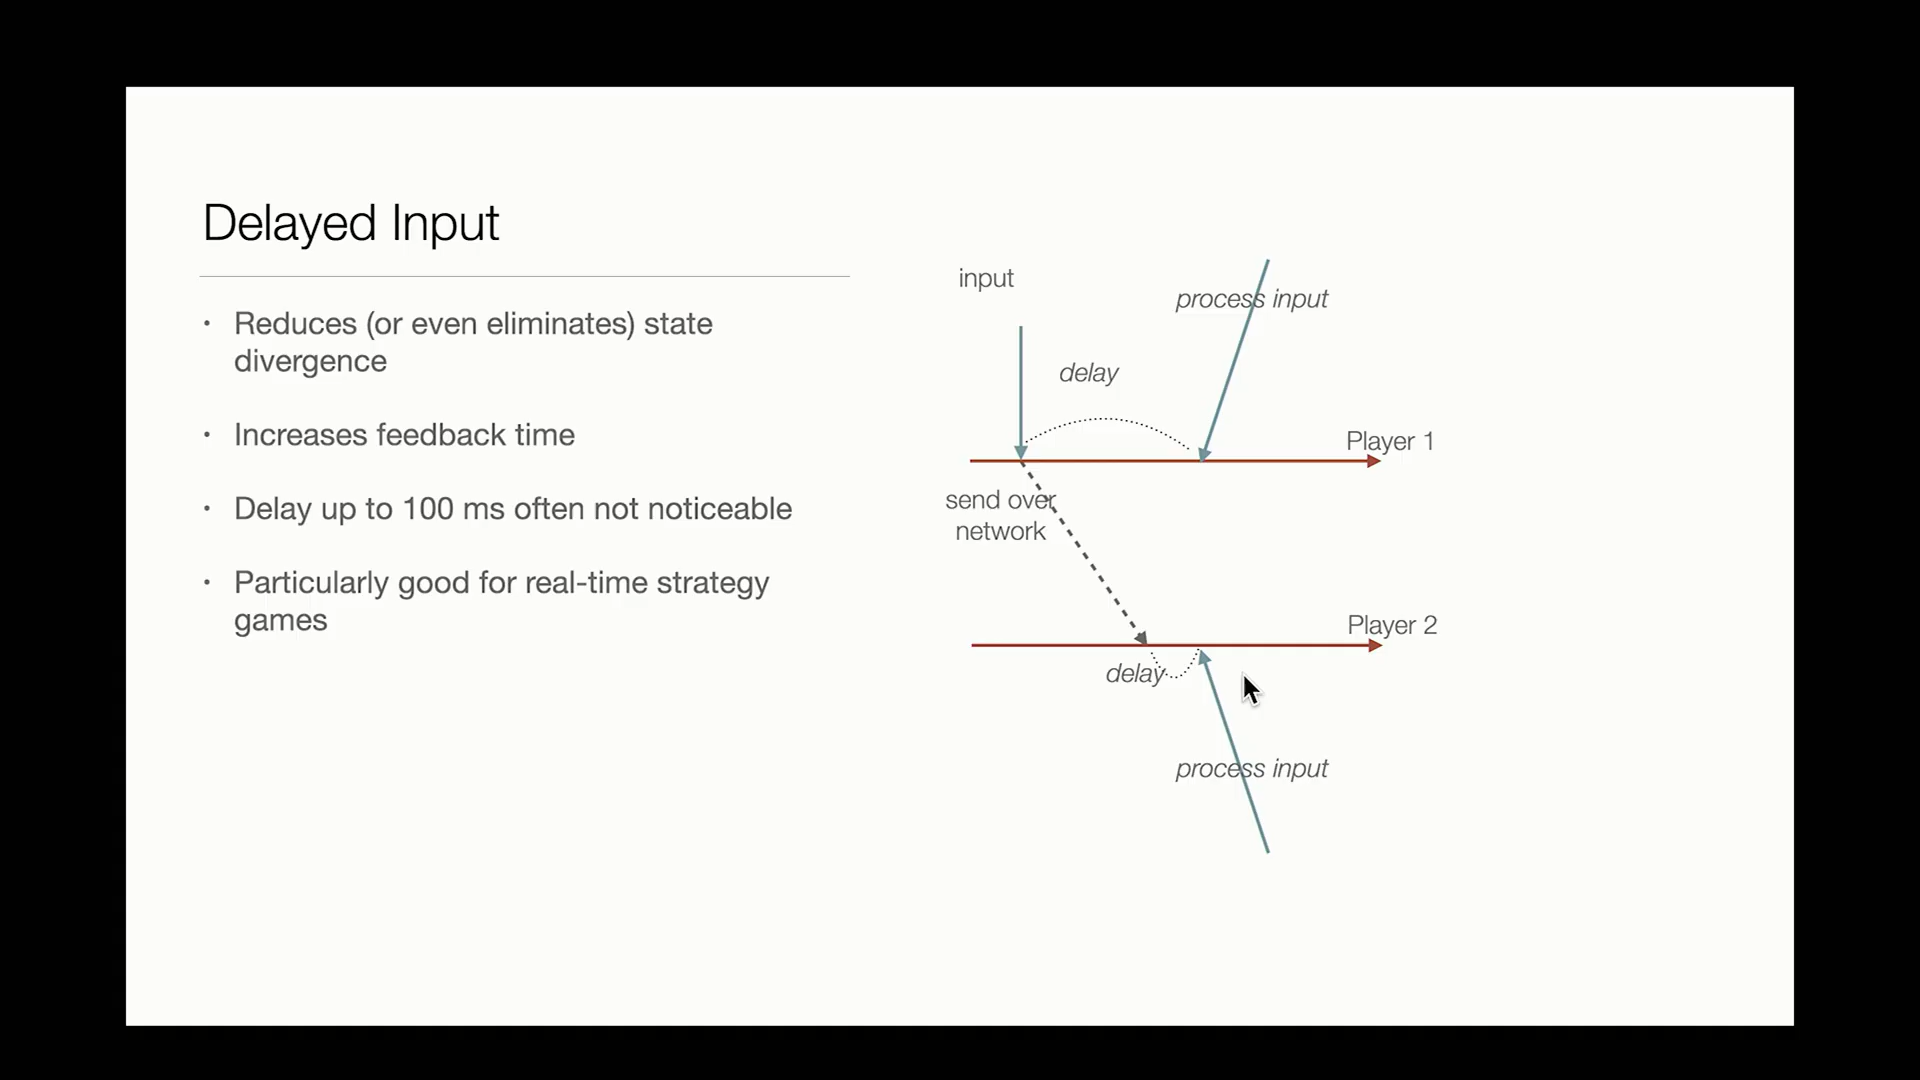 Delayed Input
• Reduces (or even eliminates) state
divergence
• Increases feedback time
• Delay up to 100 ms often not noticeable
• Particularly good for real-time strategy
games
input
process input
delay
Player 1
send over
network
Player 2
delay
process input